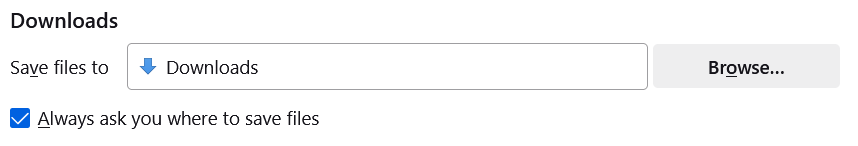 Downloads
Save files to Downloads Browse...
Always ask you where to save files